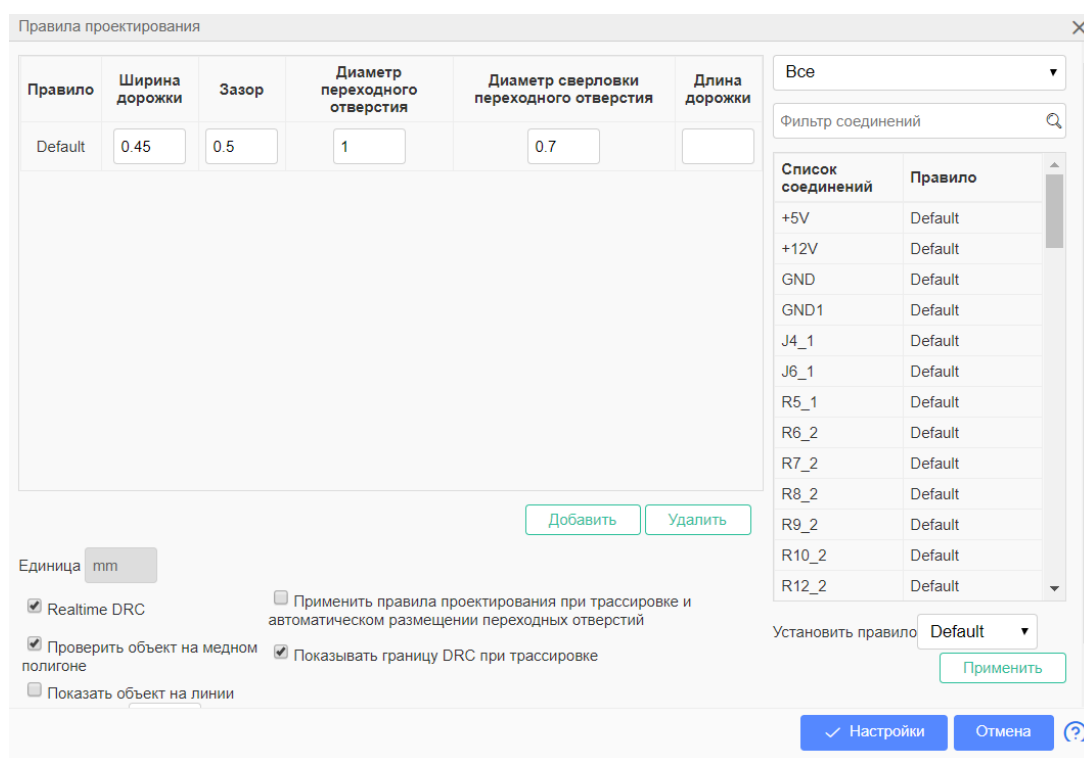 Правила проектирования
Правило
Ширина
дорожки
Зазор
Диаметр
переходного
отверстия
Диаметр сверловки
переходного отверстия
Длина
дорожки
Default
0.45
0.5
1
0.7
Все
Фильтр соединений
Список
соединений
Правило
+5V Default
+12V Default
GND Default
GND1 Default
J4_1 Default
J6_1 Default
R5_1 Default
R6_2 Default
R7_2 Default
R8_2 Default
R9_2 Default
R10_2 Default
R12_2 Default
Добавить Удалить
Единица mm
Realtime DRC
Проверить объект на медном
полигоне
Показать объект на линии
Применить правила проектирования при трассировке и
автоматическом размещении переходных отверстий
Показывать границу DRC при трассировке
Установить правило Default
Применить
Настройки Отмена
?